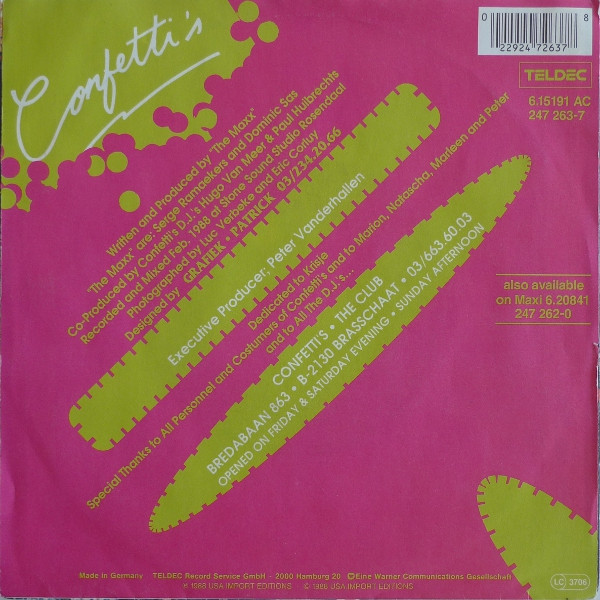 Confetti's
0 8
22924 72637
TELDEC
6.15191 AC
247 263-7
Written and Produced by "The Maxx"
"The Maxx" are: Serge Ramaekers and Dominic Sas
Co-Produced by Confetti's D.J.'s: Hugo Van Meer & Paul Huibrechts
Recorded and Mixed Feb. 1988 at Stone Sound Studio Rosendaal
Photographed by Luc Verbeke and Eric Colluy
Designed by GRAFIEK • PATRICK 03/234.20.66
Executive Producer, Peter Vanderhallen
Dedicated to Krisje
Special Thanks to All Personnel and Costumers of Confetti's and to Marion, Natascha, Marleen and Peter
and to All The D.J.'s...
CONFETTI'S • THE CLUB
BREDABAAN 863 • B-2130 BRASSCHAAT • 03/663.60.03
OPENED ON FRIDAY & SATURDAY EVENING • SUNDAY AFTERNOON
also available
on Maxi 6.20841
247 262-0
Made in Germany TELDEC Record Service GmbH – 2000 Hamburg 20 Eine Warner Communications Gesellschaft
℗ 1988 USA IMPORT EDITIONS © 1988 USA IMPORT EDITIONS
LC 3706